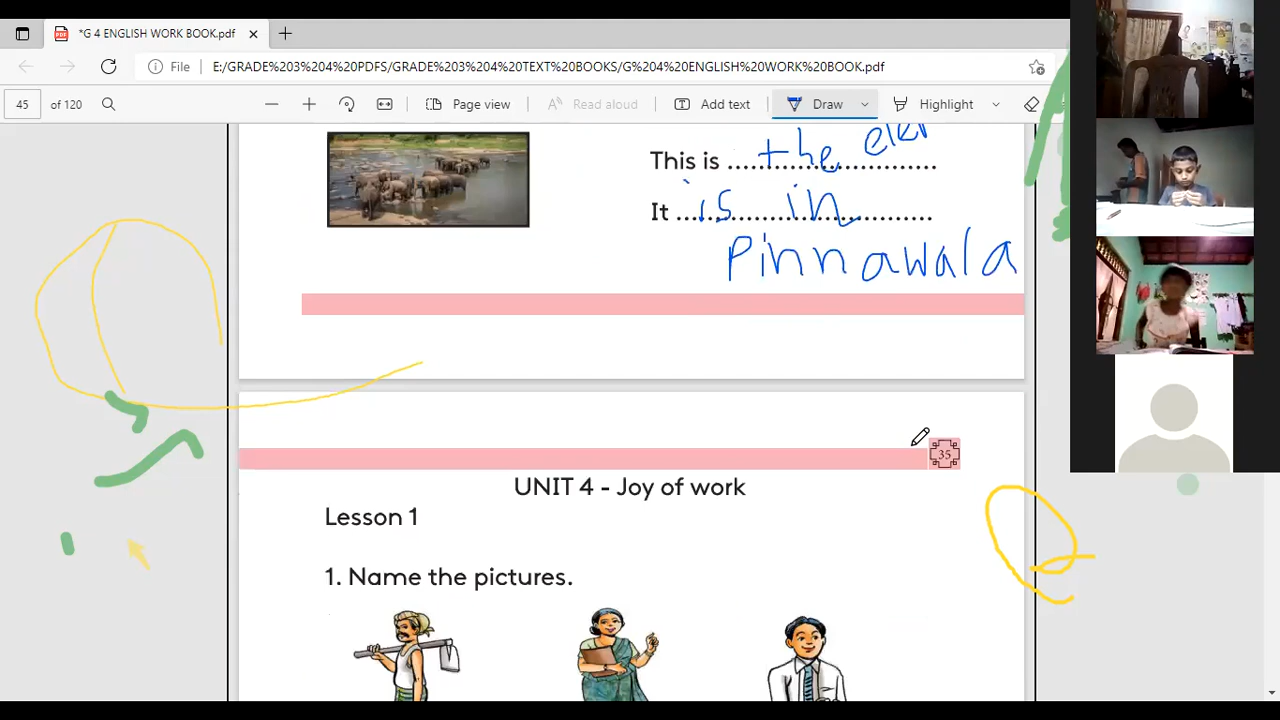 *G 4 ENGLISH WORK BOOK.pdf
File E:/GRADE%203%204%20PDFS/GRADE%203%204% BOOKS/G%204%20ENGLISH%20WORK%20BOOK.pdf
45 of 120 Page view Read aloud Add text Draw Highlight
This is .................................. the
It .................................... is in
Pinnawala
35
UNIT 4 - Joy of work
Lesson 1
1. Name the pictures.